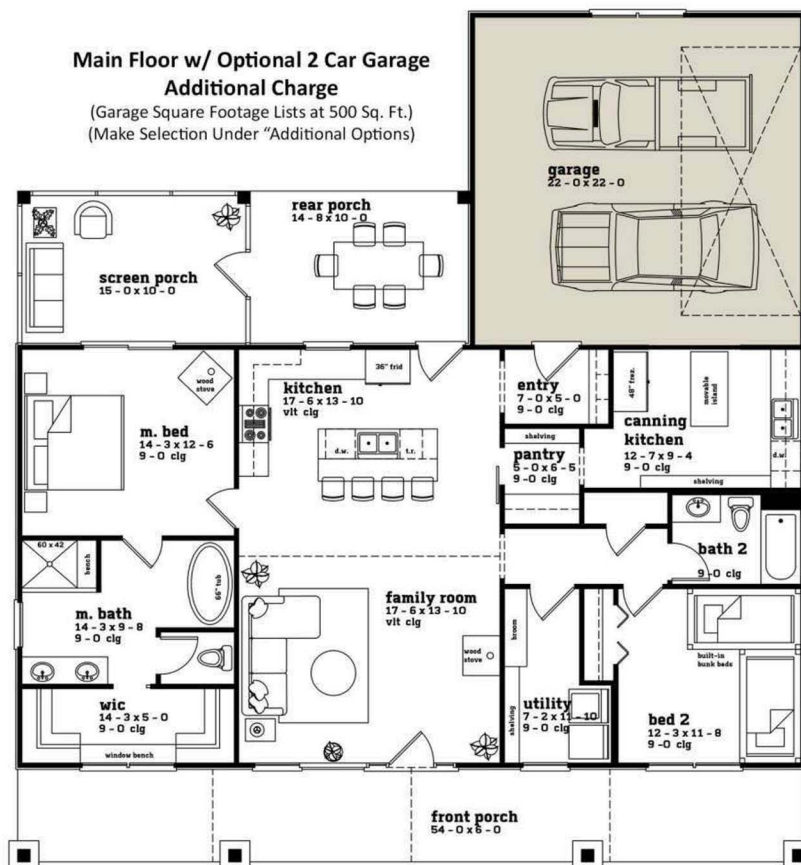 Main Floor w/ Optional 2 Car Garage
Additional Charge
(Garage Square Footage Lists at 500 Sq. Ft.)
(Make Selection Under “Additional Options)
garage
22 - 0 x 22 - 0
rear porch
14 - 8 x 10 - 0
screen porch
15 - 0 x 10 - 0
wood
stove
m. bed
14 - 3 x 12 - 6
9 - 0 clg
36" frid
kitchen
17 - 6 x 13 - 10
vlt clg
d.w.
t.r.
entry
7 - 0 x 5 - 0
9 - 0 clg
48" frez.
movable
island
canning
kitchen
12 - 7 x 9 - 4
9 - 0 clg
d.w.
shelving
shelving
pantry
5 - 0 x 6 - 5
9 - 0 clg
bath 2
9 - 0 clg
60 x 42
bench
66" tub
m. bath
14 - 3 x 9 - 8
9 - 0 clg
family room
17 - 6 x 13 - 10
vlt clg
wood
stove
broom
built-in
bunk beds
wic
14 - 3 x 5 - 0
9 - 0 clg
window bench
utility
7 - 2 x 11 - 10
9 - 0 clg
shelving
bed 2
12 - 3 x 11 - 8
9 - 0 clg
front porch
54 - 0 x 6 - 0